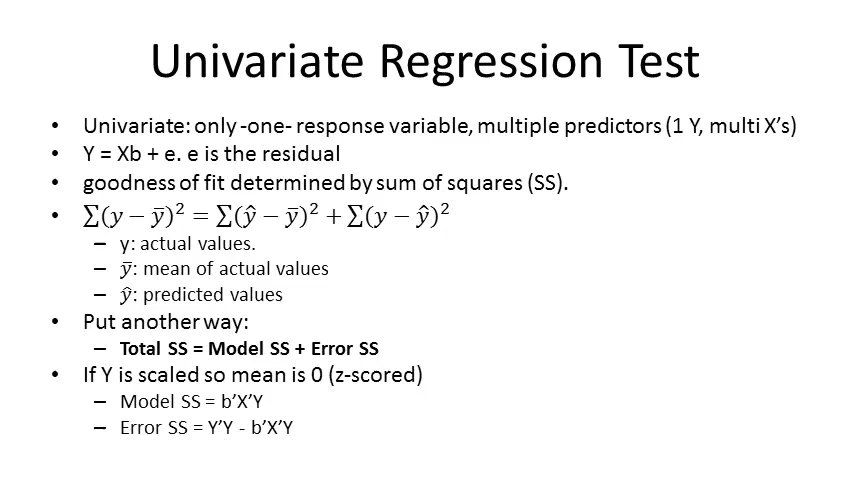 Univariate Regression Test
• Univariate: only -one- response variable, multiple predictors (1 Y, multi X’s)
• Y = Xb + e. e is the residual
• goodness of fit determined by sum of squares (SS).
• ∑(y − ȳ)² = ∑(ŷ − ȳ)² + ∑(y − ŷ)²
– y: actual values.
– ȳ: mean of actual values
– ŷ: predicted values
• Put another way:
– Total SS = Model SS + Error SS
• If Y is scaled so mean is 0 (z-scored)
– Model SS = b’X’Y
– Error SS = Y’Y - b’X’Y